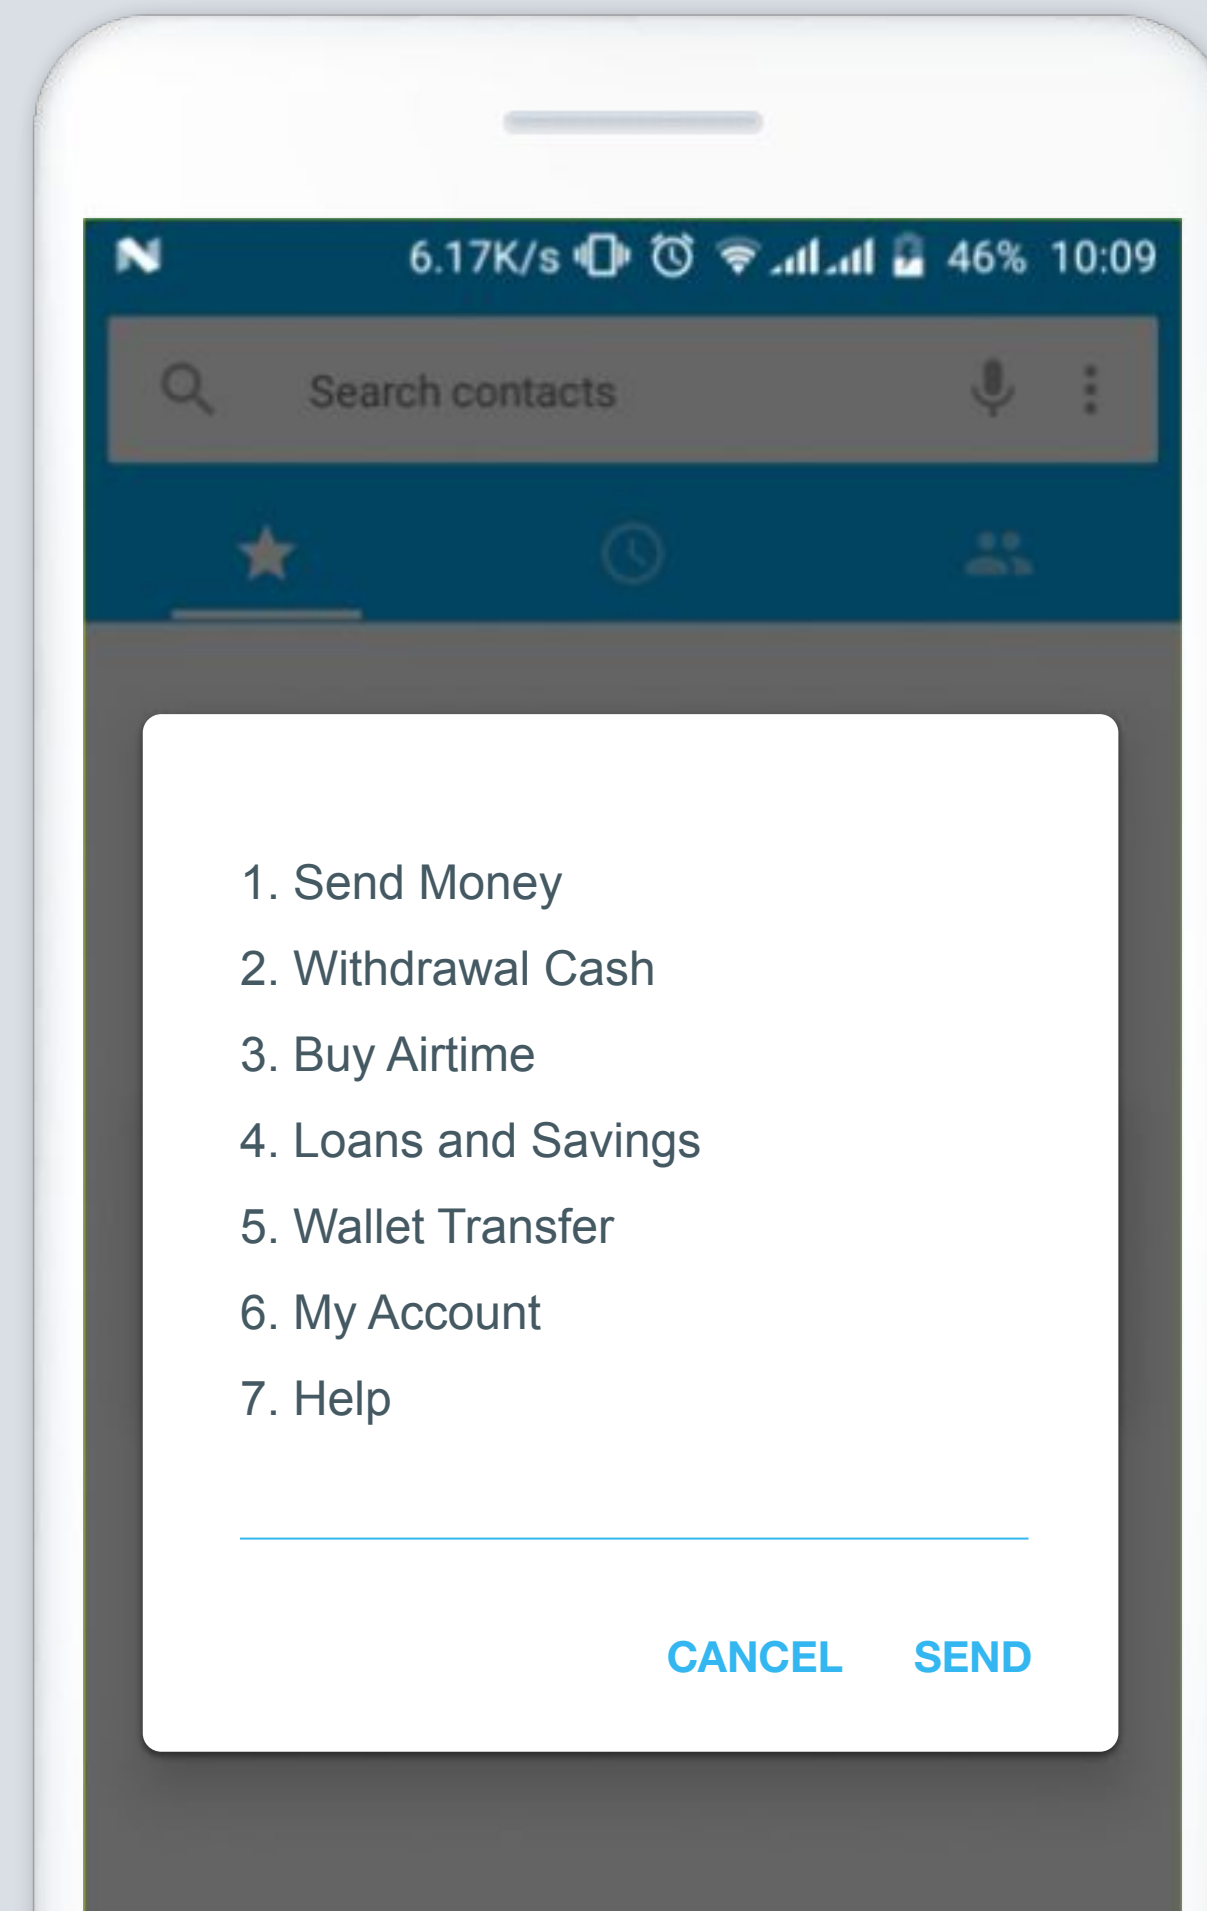 6.17K/s 46% 10:09
Search contacts
1. Send Money
2. Withdrawal Cash
3. Buy Airtime
4. Loans and Savings
5. Wallet Transfer
6. My Account
7. Help
CANCEL SEND